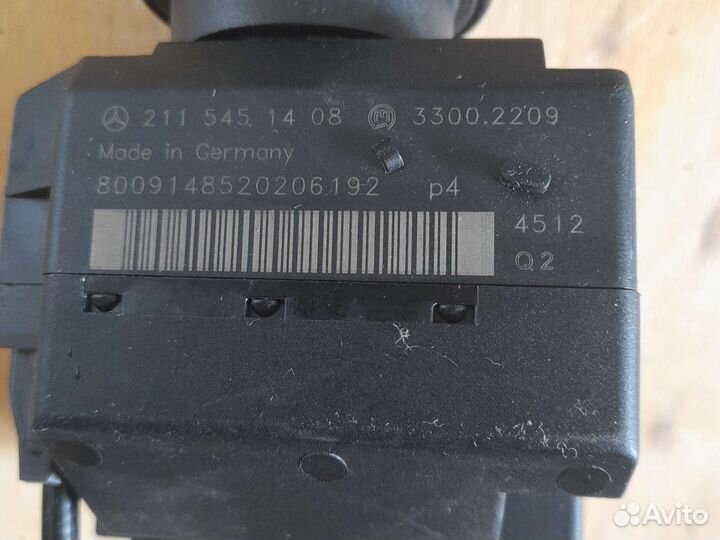 211 545 14 08 3300.2209
Made in Germany
8009148520206192 p4
4512
Q2
Avito